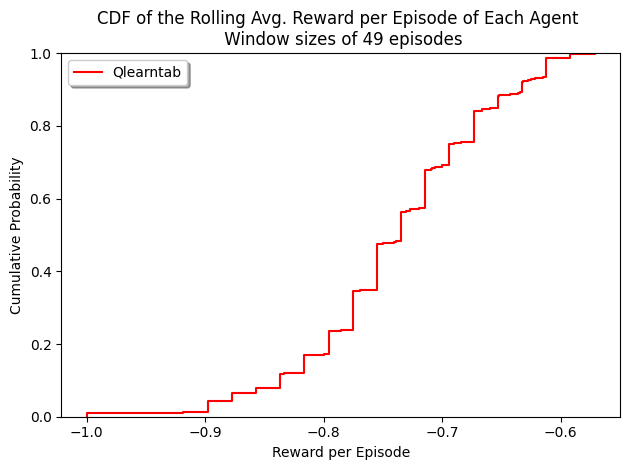 CDF of the Rolling Avg. Reward per Episode of Each Agent
Window sizes of 49 episodes
Qlearntab
Cumulative Probability
1.0
0.8
0.6
0.4
0.2
0.0
−1.0 −0.9 −0.8 −0.7 −0.6
Reward per Episode